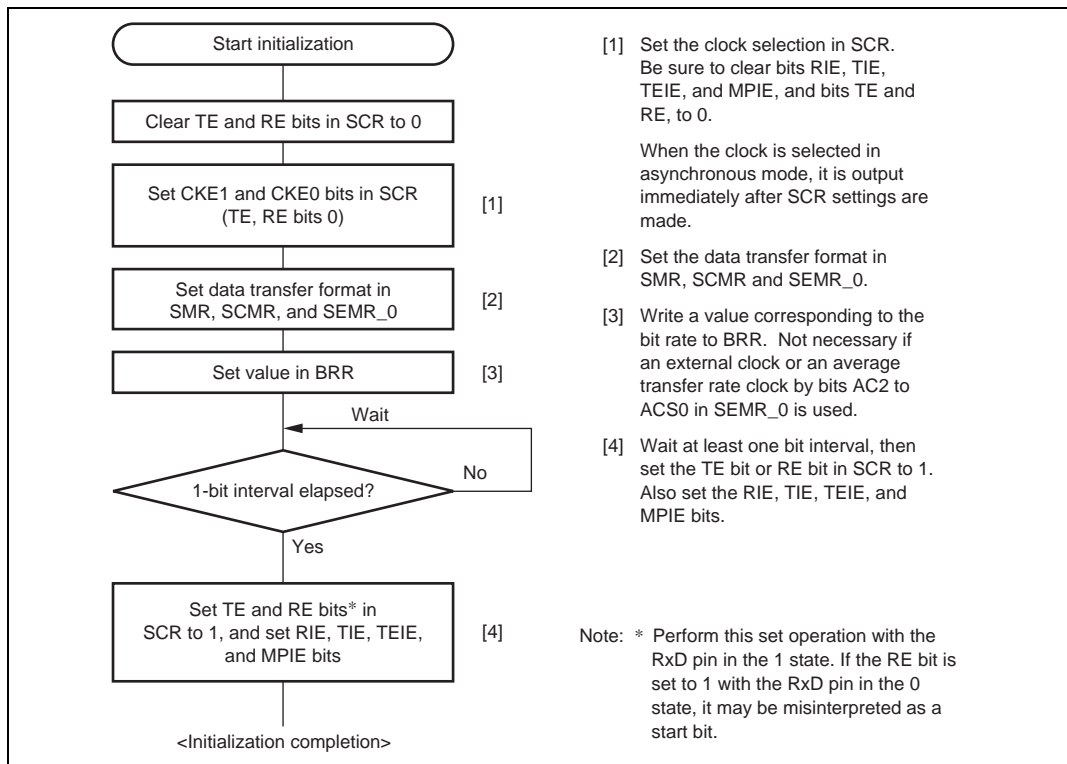 Start initialization
Clear TE and RE bits in SCR to 0
Set CKE1 and CKE0 bits in SCR
(TE, RE bits 0)
[1]
Set data transfer format in
SMR, SCMR, and SEMR_0
[2]
Set value in BRR
[3]
Wait
No
1-bit interval elapsed?
Yes
Set TE and RE bits* in
SCR to 1, and set RIE, TIE, TEIE,
and MPIE bits
[4]
<Initialization completion>
[1] Set the clock selection in SCR.
Be sure to clear bits RIE, TIE,
TEIE, and MPIE, and bits TE and
RE, to 0.
When the clock is selected in
asynchronous mode, it is output
immediately after SCR settings are
made.
[2] Set the data transfer format in
SMR, SCMR and SEMR_0.
[3] Write a value corresponding to the
bit rate to BRR. Not necessary if
an external clock or an average
transfer rate clock by bits AC2 to
ACS0 in SEMR_0 is used.
[4] Wait at least one bit interval, then
set the TE bit or RE bit in SCR to 1.
Also set the RIE, TIE, TEIE, and
MPIE bits.
Note: * Perform this set operation with the
RxD pin in the 1 state. If the RE bit is
set to 1 with the RxD pin in the 0
state, it may be misinterpreted as a
start bit.